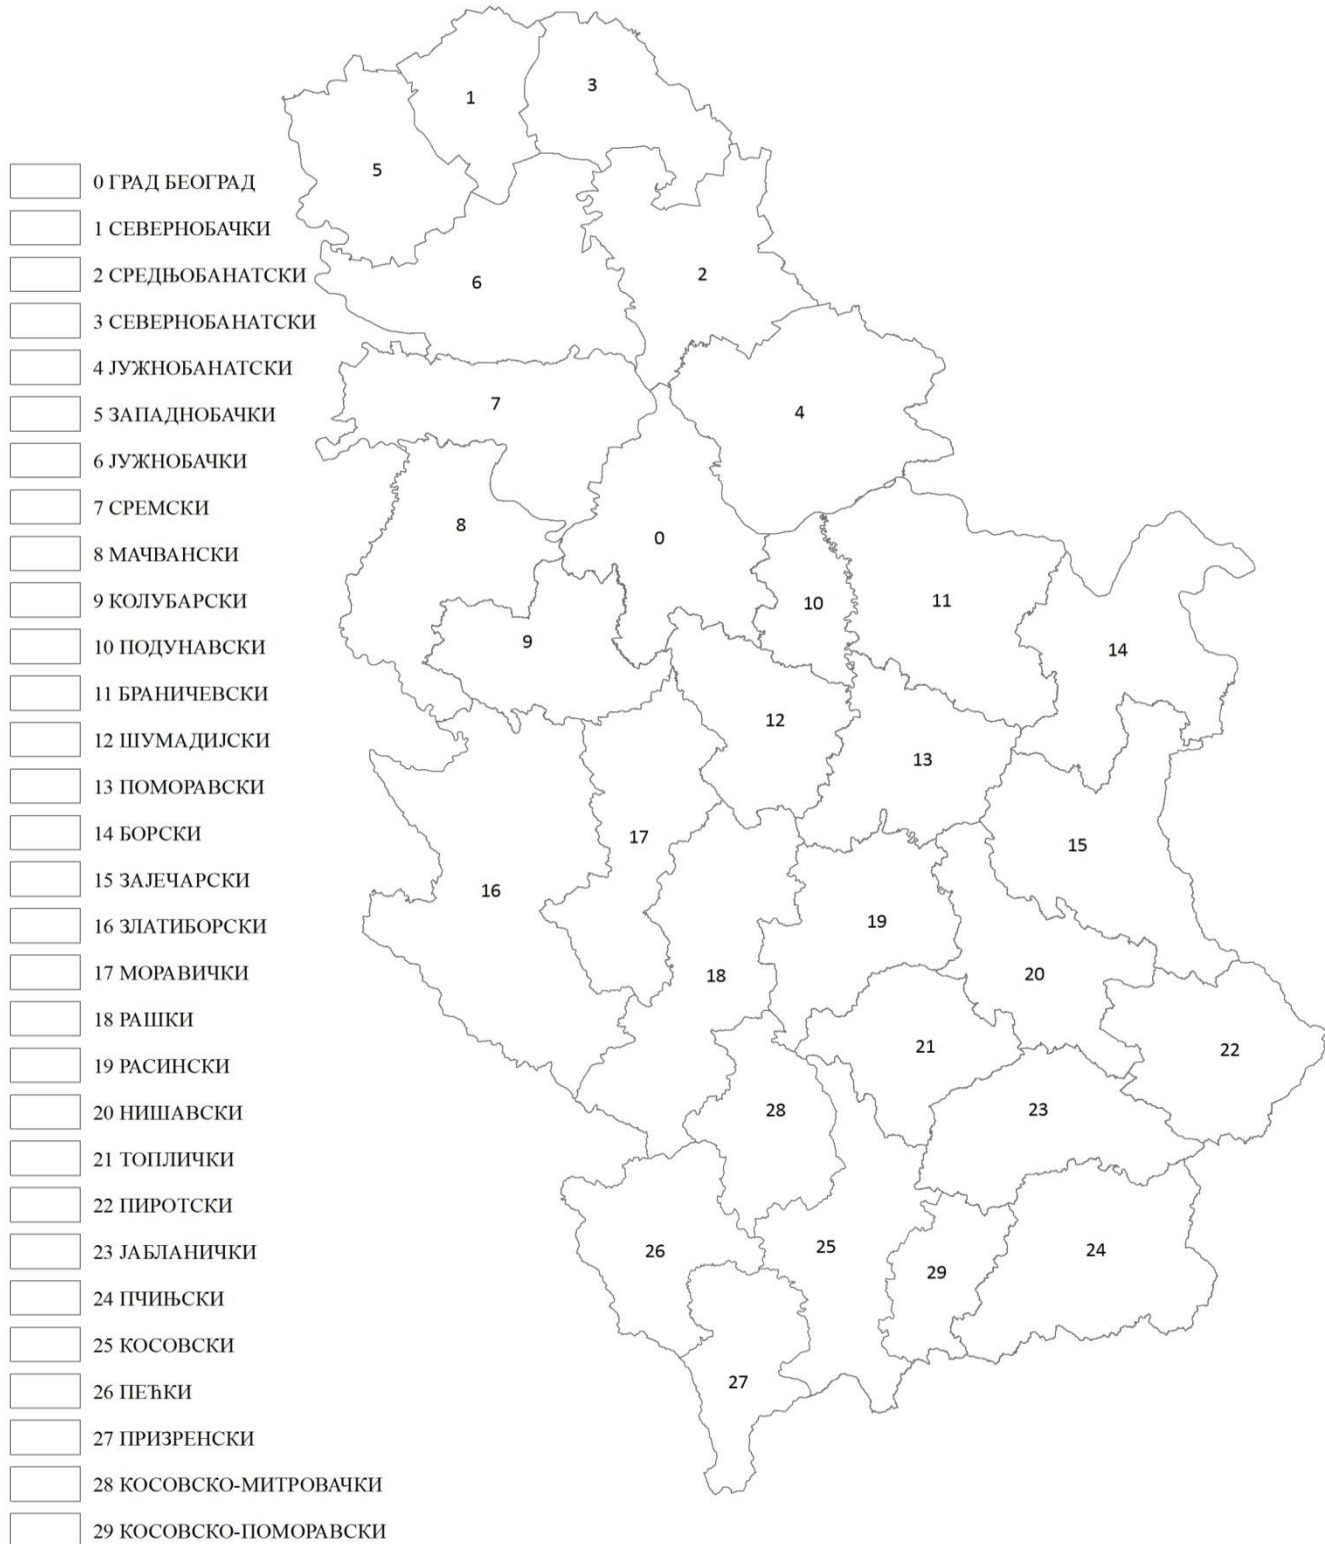 0 ГРАД БЕОГРАД
1 СЕВЕРНОБАЧКИ
2 СРЕДЊОБАНАТСКИ
3 СЕВЕРНОБАНАТСКИ
4 ЈУЖНОБАНАТСКИ
5 ЗАПАДНОБАЧКИ
6 ЈУЖНОБАЧКИ
7 СРЕМСКИ
8 МАЧВАНСКИ
9 КОЛУБАРСКИ
10 ПОДУНАВСКИ
11 БРАНИЧЕВСКИ
12 ШУМАДИЈСКИ
13 ПОМОРАВСКИ
14 БОРСКИ
15 ЗАЈЕЧАРСКИ
16 ЗЛАТИБОРСКИ
17 МОРАВИЧКИ
18 РАШКИ
19 РАСИНСКИ
20 НИШАВСКИ
21 ТОПЛИЧКИ
22 ПИРОТСКИ
23 ЈАБЛАНИЧКИ
24 ПЧИЊСКИ
25 КОСОВСКИ
26 ПЕЋКИ
27 ПРИЗРЕНСКИ
28 КОСОВСКО-МИТРОВАЧКИ
29 КОСОВСКО-ПОМОРАВСКИ
3
1
5
2
6
7
4
8
0
11
10
9
14
12
13
17
15
16
19
20
18
21
22
28
23
25
24
26
29
27